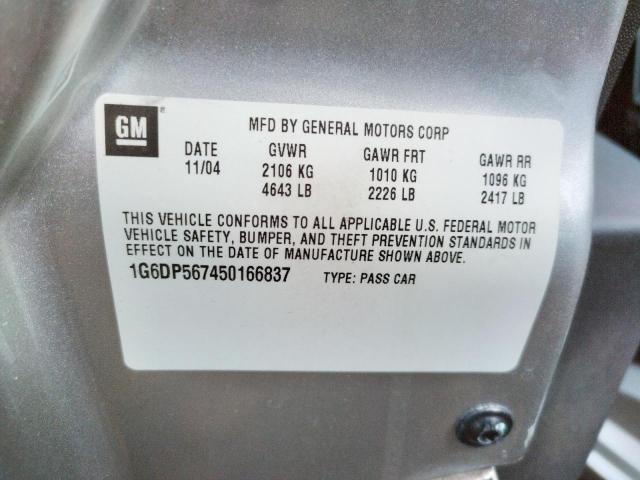 GM ® MFD BY GENERAL MOTORS CORP
DATE GVWR GAWR FRT GAWR RR
11/04 2106 KG 1010 KG 1096 KG
4643 LB 2226 LB 2417 LB
THIS VEHICLE CONFORMS TO ALL APPLICABLE U.S. FEDERAL MOTOR
VEHICLE SAFETY, BUMPER, AND THEFT PREVENTION STANDARDS IN
EFFECT ON THE DATE OF MANUFACTURE SHOWN ABOVE.
1G6DP567450166837 TYPE: PASS CAR